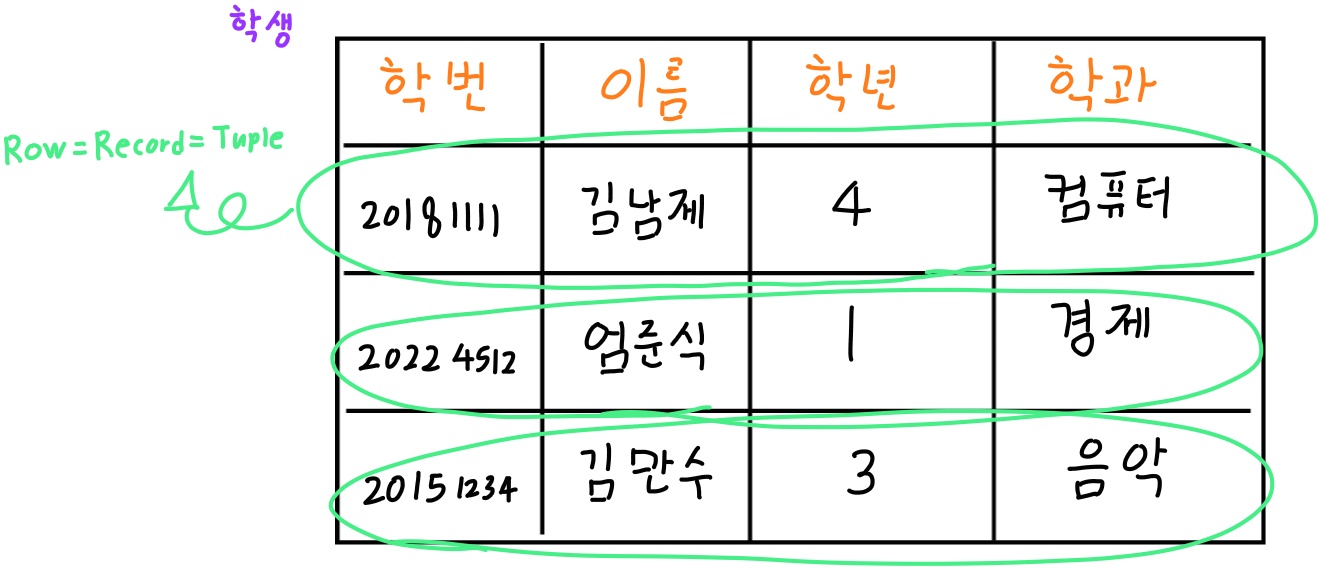 학생
학번 이름 학년 학과
Row=Record=Tuple
20181111 김남제 4 컴퓨터
20224512 엄준식 1 경제
20151234 김만수 3 음악